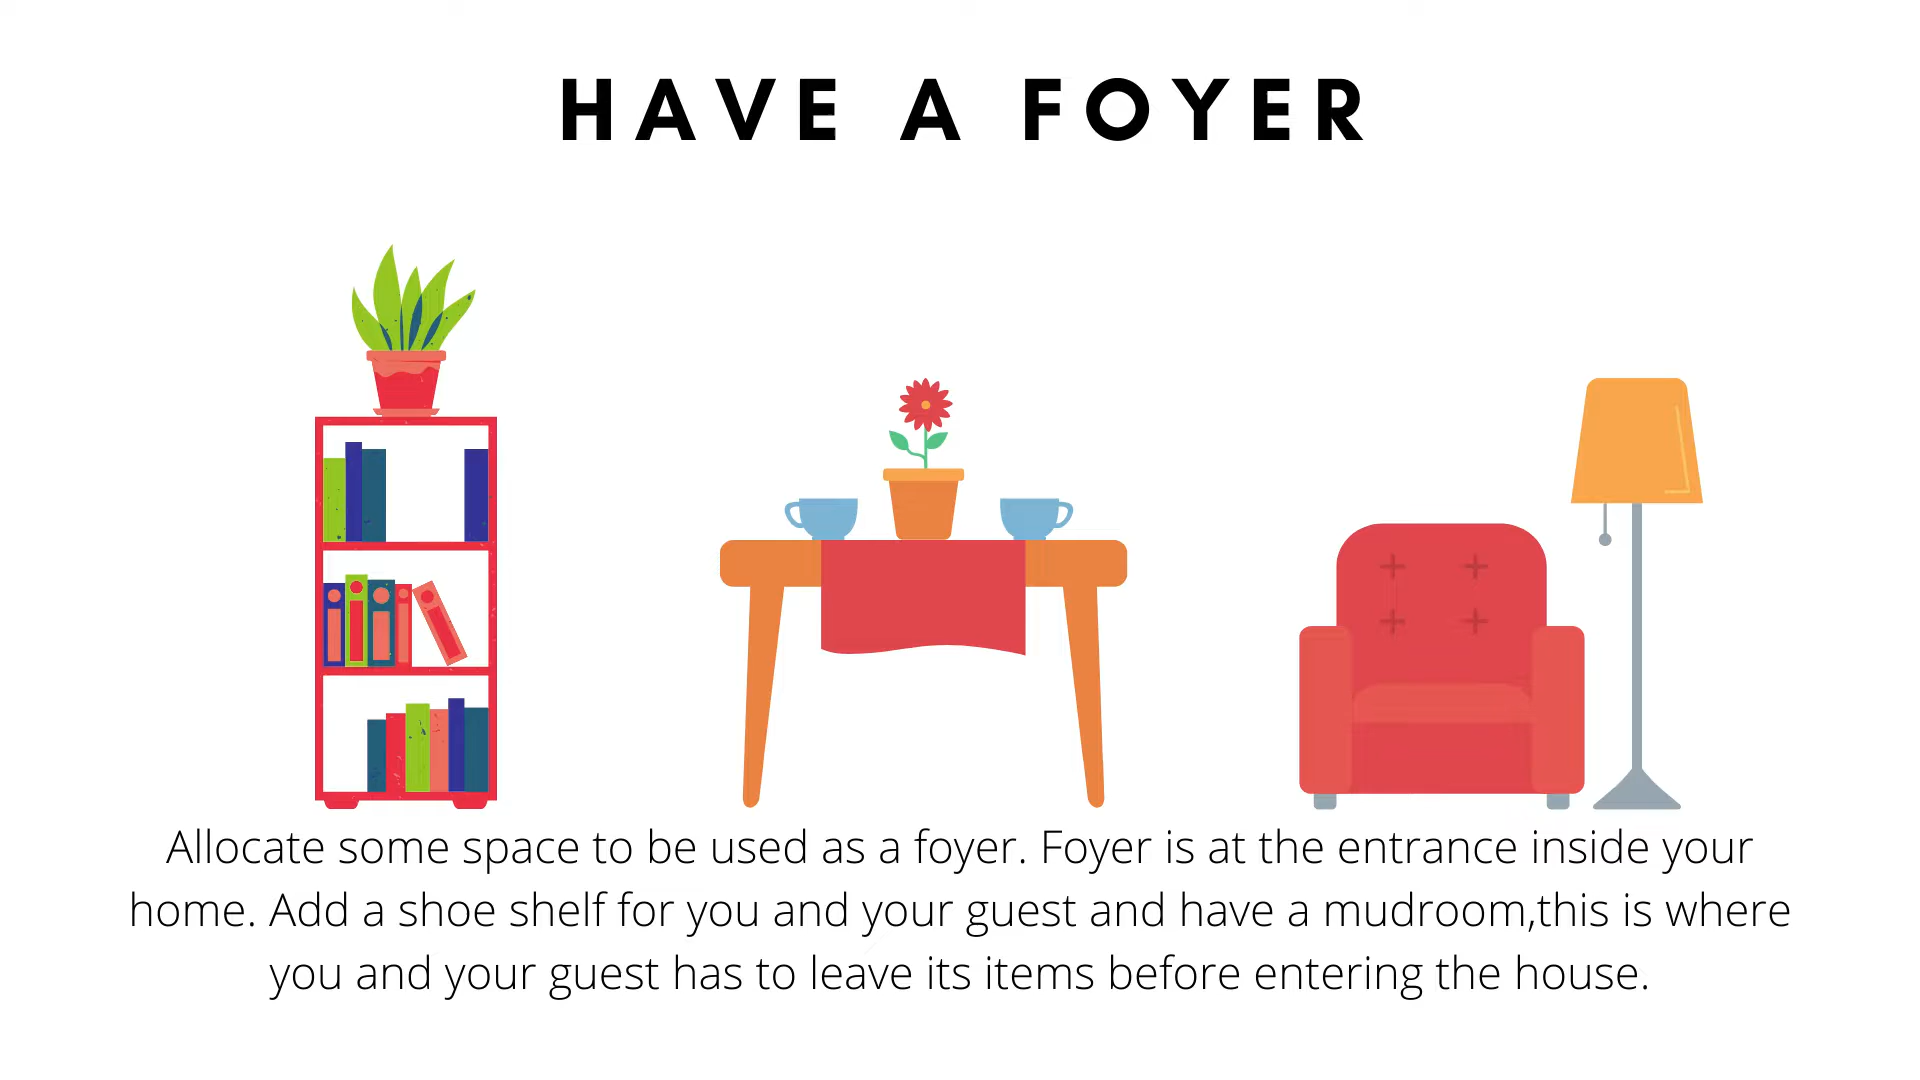 HAVE A FOYER
Allocate some space to be used as a foyer. Foyer is at the entrance inside your
home. Add a shoe shelf for you and your guest and have a mudroom,this is where
you and your guest has to leave its items before entering the house.